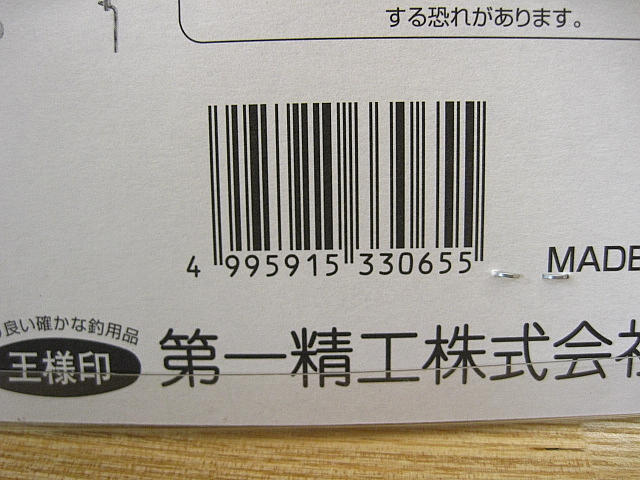 する恐れがあります。
4 995915 330655
MADE
良い確かな釣用品
王様印
第一精工株式会社